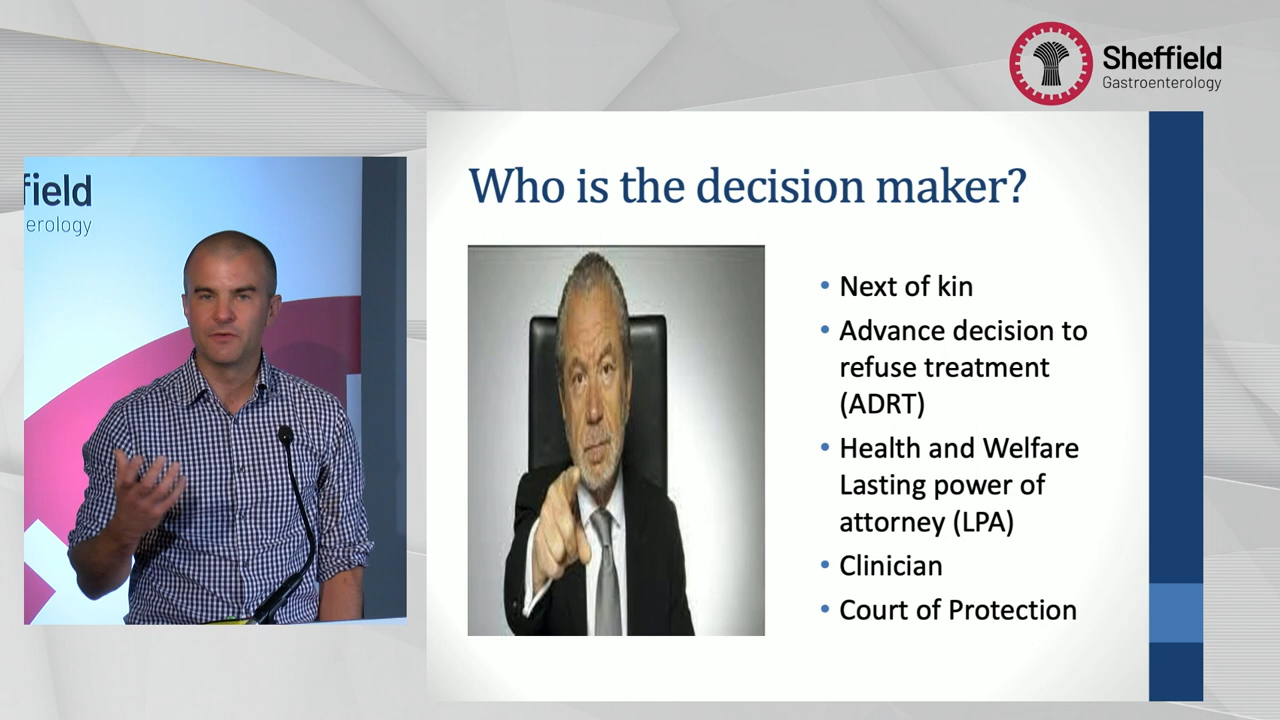 Sheffield
Gastroenterology
field
erology
Who is the decision maker?
• Next of kin
• Advance decision to
refuse treatment
(ADRT)
• Health and Welfare
Lasting power of
attorney (LPA)
• Clinician
• Court of Protection